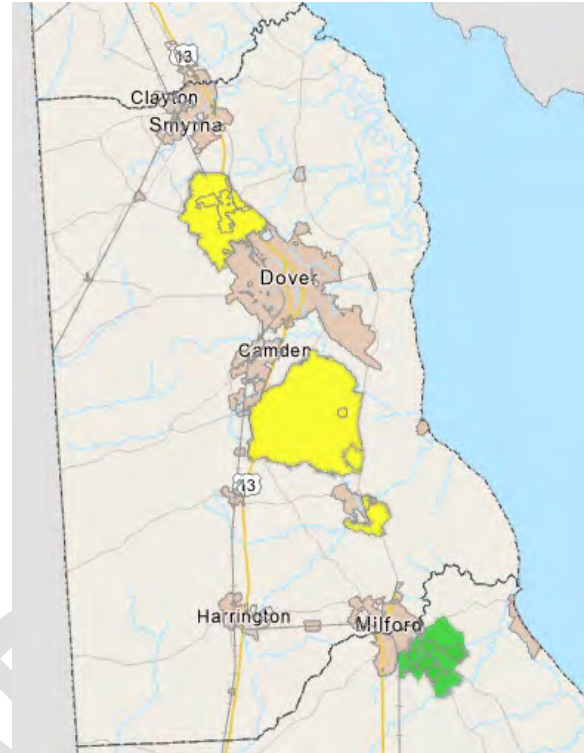 13
Clayton
Smyrna
Dover
Camden
13
Harrington
Milford